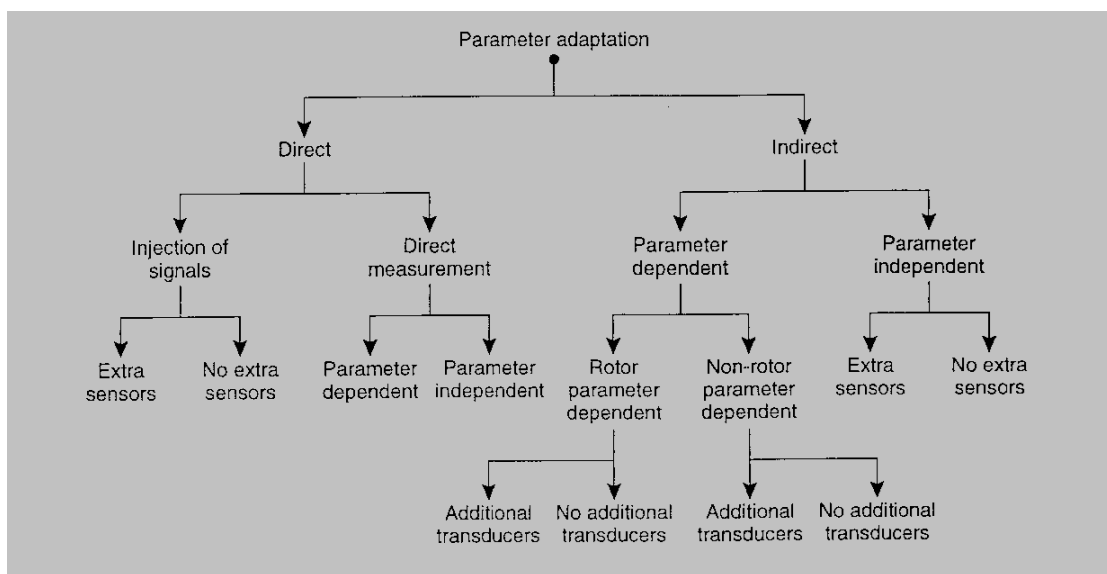 Parameter adaptation
Direct
Indirect
Injection of
signals
Direct
measurement
Parameter
dependent
Parameter
independent
Extra
sensors
No extra
sensors
Parameter
dependent
Parameter
independent
Rotor
parameter
dependent
Non-rotor
parameter
dependent
Extra
sensors
No extra
sensors
Additional
transducers
No additional
transducers
Additional
transducers
No additional
transducers